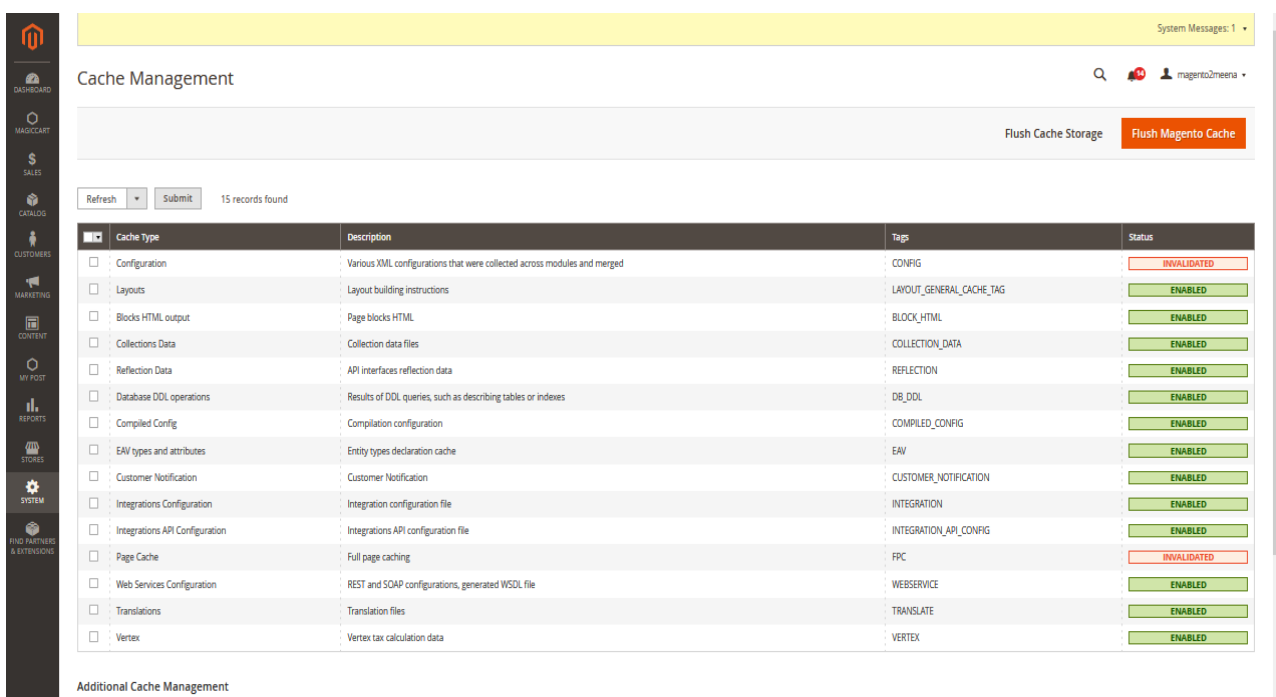 System Messages: 1
DASHBOARD
MAGICCART
SALES
CATALOG
CUSTOMERS
MARKETING
CONTENT
MY POST
REPORTS
STORES
SYSTEM
FIND PARTNERS
& EXTENSIONS
Cache Management
14 magento2meena
Flush Cache Storage Flush Magento Cache
Refresh Submit 15 records found
Cache Type Description Tags Status
Configuration Various XML configurations that were collected across modules and merged CONFIG INVALIDATED
Layouts Layout building instructions LAYOUT_GENERAL_CACHE_TAG ENABLED
Blocks HTML output Page blocks HTML BLOCK_HTML ENABLED
Collections Data Collection data files COLLECTION_DATA ENABLED
Reflection Data API interfaces reflection data REFLECTION ENABLED
Database DDL operations Results of DDL queries, such as describing tables or indexes DB_DDL ENABLED
Compiled Config Compilation configuration COMPILED_CONFIG ENABLED
EAV types and attributes Entity types declaration cache EAV ENABLED
Customer Notification Customer Notification CUSTOMER_NOTIFICATION ENABLED
Integrations Configuration Integration configuration file INTEGRATION ENABLED
Integrations API Configuration Integrations API configuration file INTEGRATION_API_CONFIG ENABLED
Page Cache Full page caching FPC INVALIDATED
Web Services Configuration REST and SOAP configurations, generated WSDL file WEBSERVICE ENABLED
Translations Translation files TRANSLATE ENABLED
Vertex Vertex tax calculation data VERTEX ENABLED
Additional Cache Management